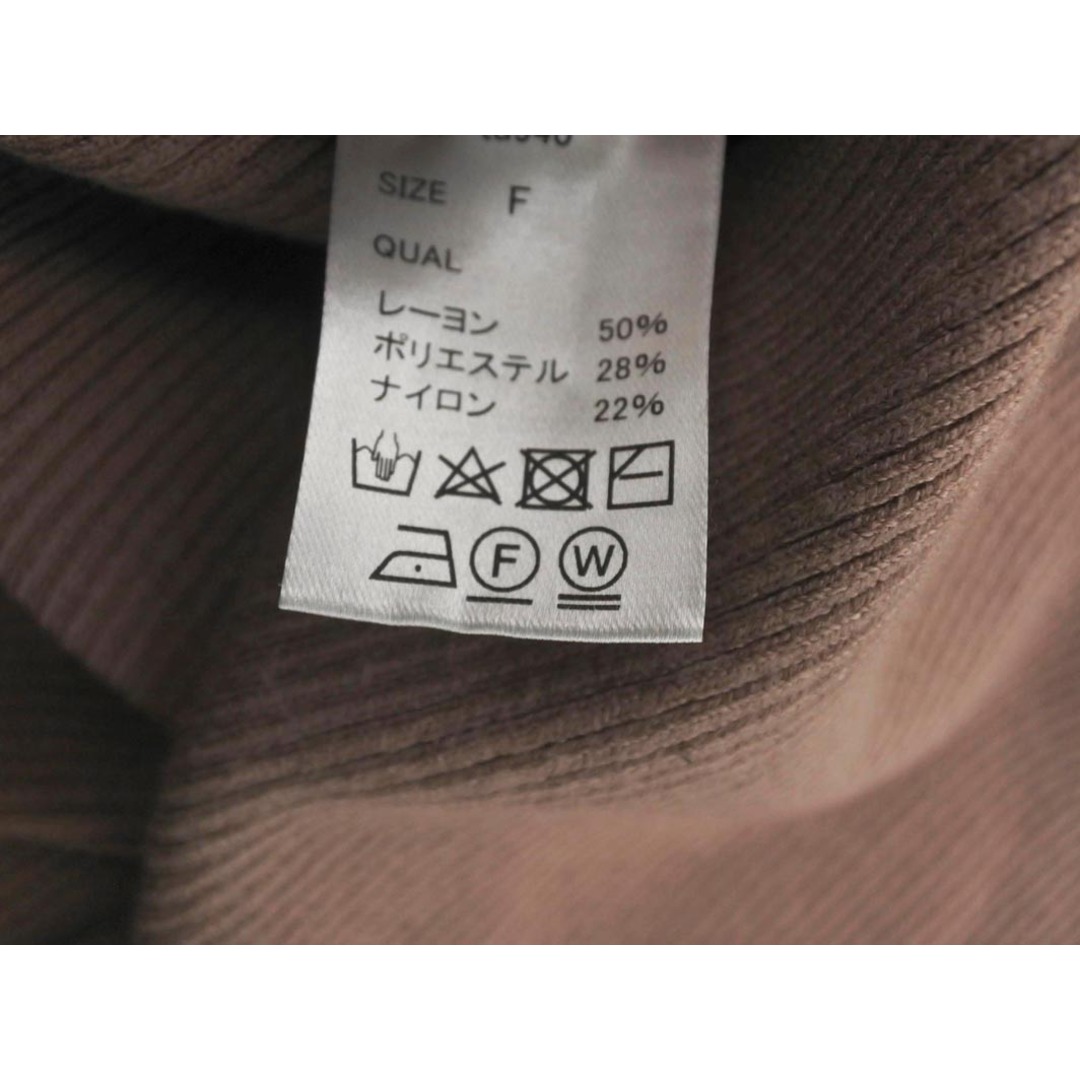 SIZE F
QUAL
レーヨン 50%
ポリエステル 28%
ナイロン 22%
F W